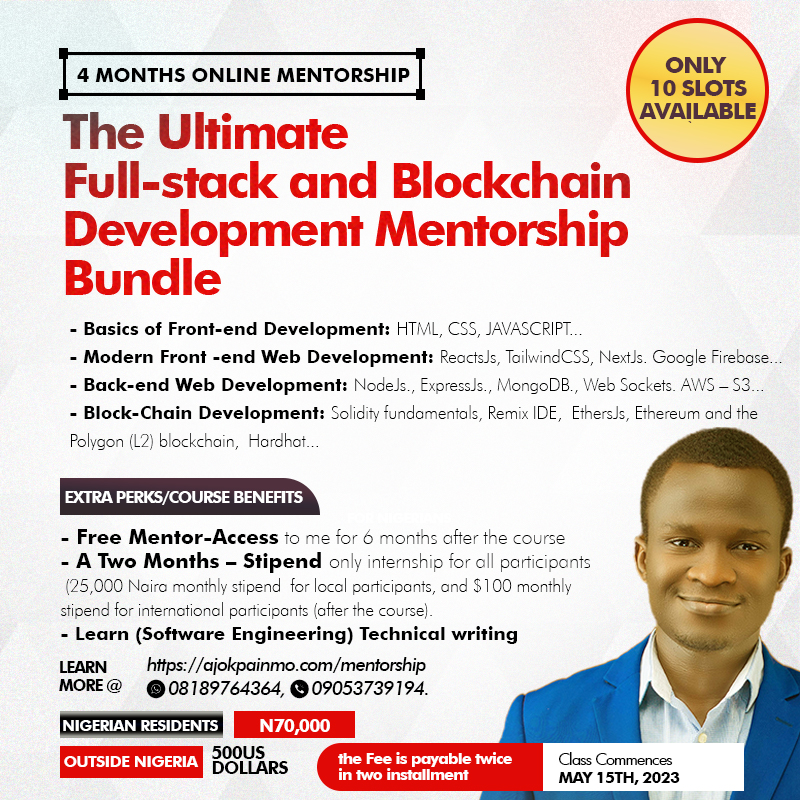 4 MONTHS ONLINE MENTORSHIP
ONLY
10 SLOTS
AVAILABLE
The Ultimate
Full-stack and Blockchain
Development Mentorship
Bundle
- Basics of Front-end Development: HTML, CSS, JAVASCRIPT...
- Modern Front -end Web Development: ReactsJs, TailwindCSS, NextJs. Google Firebase...
- Back-end Web Development: NodeJs., ExpressJs., MongoDB., Web Sockets. AWS – S3...
- Block-Chain Development: Solidity fundamentals, Remix IDE, EthersJs, Ethereum and the
Polygon (L2) blockchain, Hardhat...
EXTRA PERKS/COURSE BENEFITS
- Free Mentor-Access to me for 6 months after the course
- A Two Months – Stipend only internship for all participants
(25,000 Naira monthly stipend for local participants, and $100 monthly
stipend for international participants (after the course).
- Learn (Software Engineering) Technical writing
LEARN
MORE @
https://ajokpainmo.com/mentorship
08189764364, 09053739194.
NIGERIAN RESIDENTS N70,000
OUTSIDE NIGERIA
500US
DOLLARS
the Fee is payable twice
in two installment
Class Commences
MAY 15TH, 2023